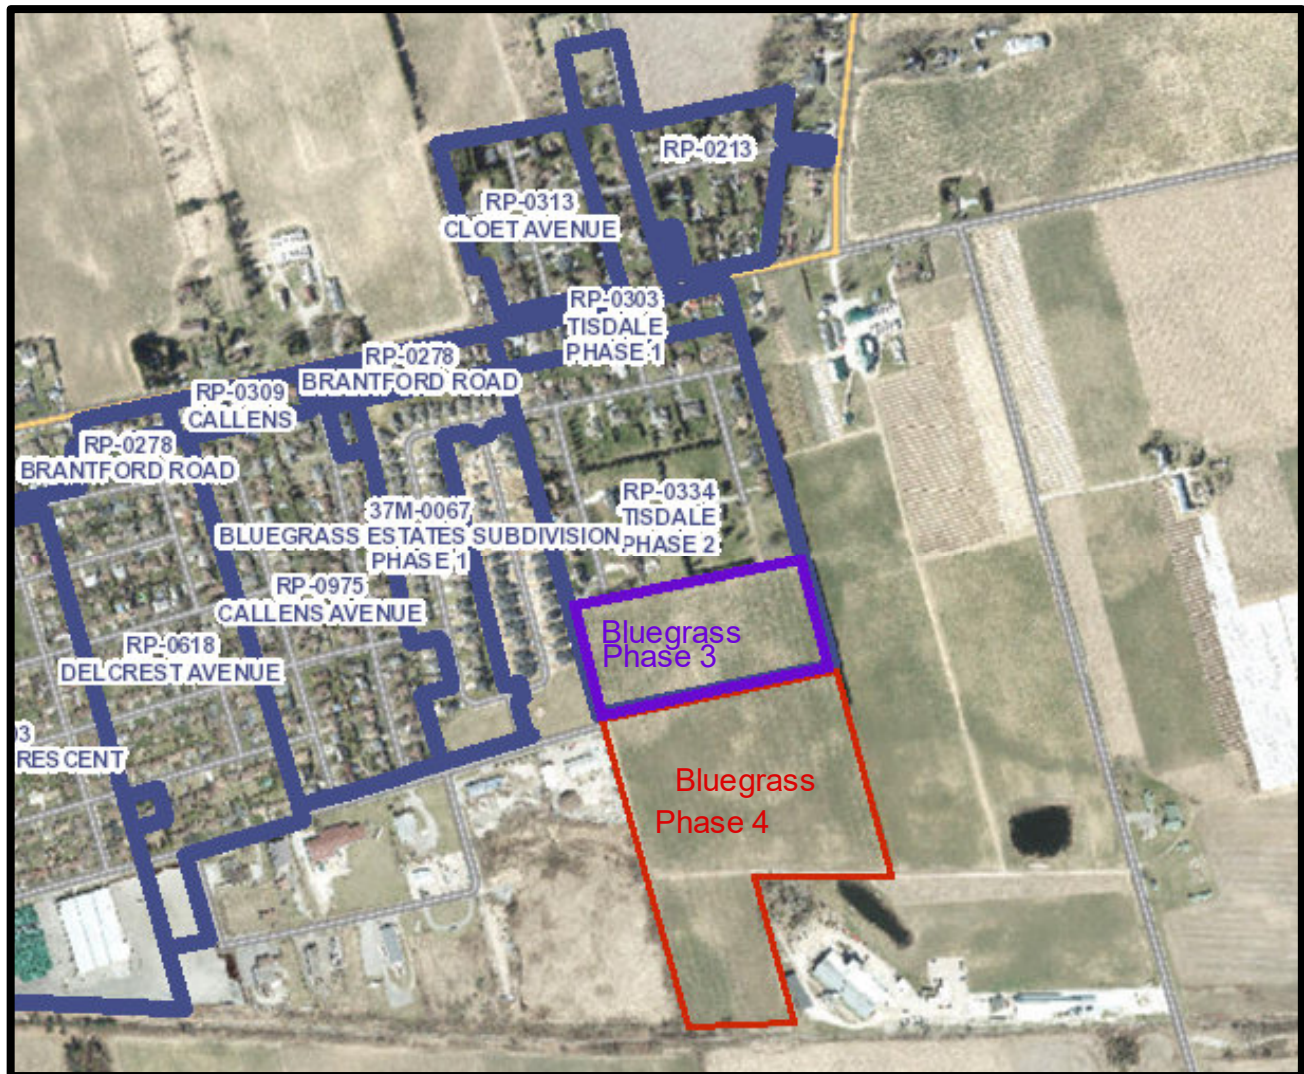 RP-0213
RP-0313
CLOET AVENUE
RP-0303
TISDALE
PHASE 1
RP-0278
BRANTFORD ROAD
RP-0309
CALLENS
RP-0278
BRANTFORD ROAD
RP-0334
TISDALE
PHASE 2
37M-0067
BLUEGRASS ESTATES SUBDIVISION
PHASE 1
RP-0975
CALLENS AVENUE
RP-0618
DELCREST AVENUE
Bluegrass
Phase 3
03
RESCENT
Bluegrass
Phase 4